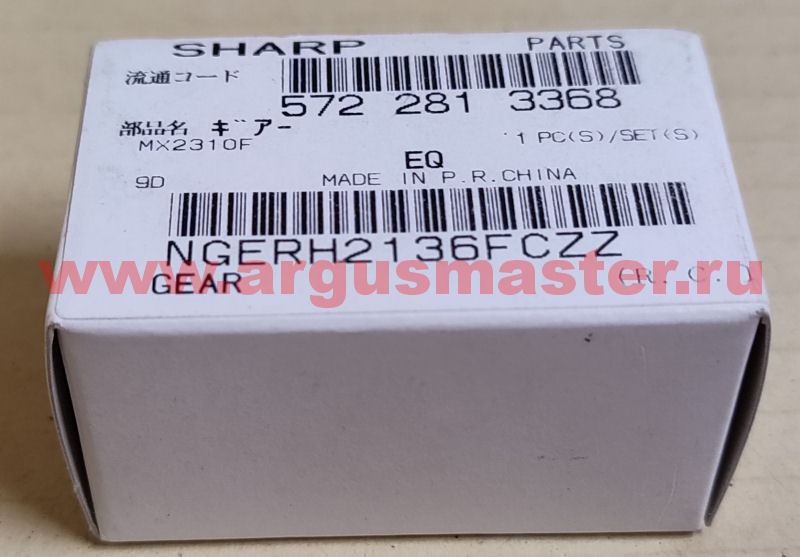 SHARP PARTS
流通コード
572 281 3368
部品名 ギアー
MX2310F 1 PC(S)/SET(S)
EQ
9D MADE IN P.R.CHINA
NGERH2136FCZZ
GEAR (R. C.)
www.argusmaster.ru